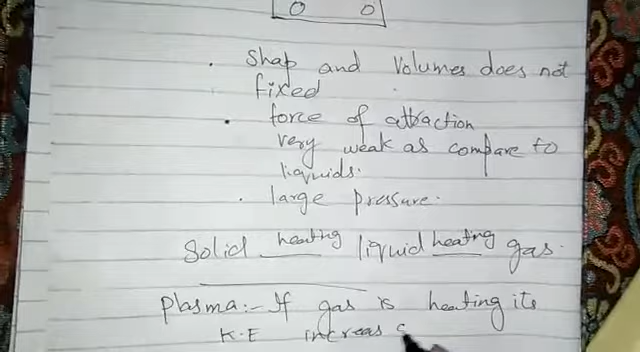 O O
. Shap and Volumes does not
fixed
. force of attraction
very weak as compare to
liquids.
. large pressure.
Solid heating liquid heating gas.
Plasma:- If gas is heating its
K.E increas